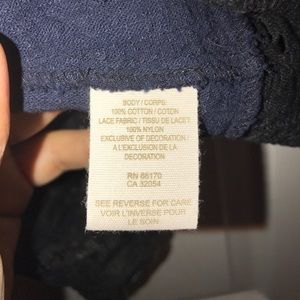 BODY / CORPS:
100% COTTON / COTON
LACE FABRIC / TISSU DE LACET
100% NYLON
EXCLUSIVE OF DECORATION /
A L'EXCLUSION DE LA
DECORATION
RN 66170
CA 32054
SEE REVERSE FOR CARE
VOIR L'INVERSE POUR
LE SOIN